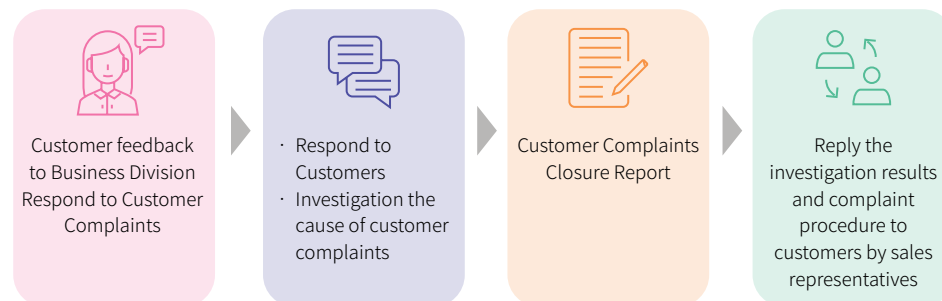 Customer feedback
to Business Division
Respond to Customer
Complaints
· Respond to
Customers
· Investigation the
cause of customer
complaints
Customer Complaints
Closure Report
Reply the
investigation results
and complaint
procedure to
customers by sales
representatives